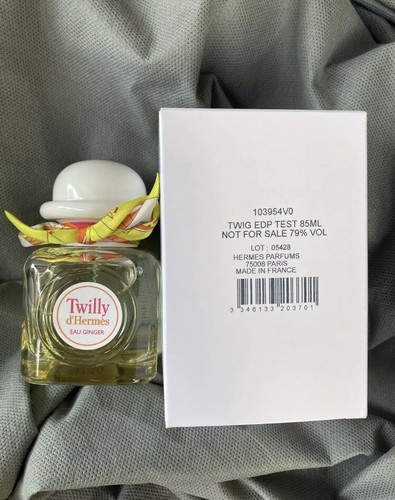 Twilly
d'Hermès
EAU GINGER
103954V0
TWIG EDP TEST 85ML
NOT FOR SALE 79% VOL
LOT : 05428
HERMES PARFUMS
75008 PARIS
MADE IN FRANCE
3 346133 203701